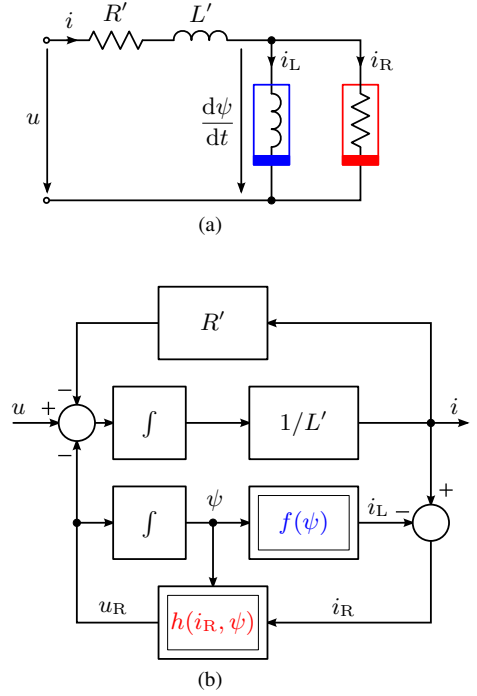 i R′ L′
u dψ/dt i_L i_R
(a)
R′
−
u + ∫ 1/L′ i
−
+
ψ
∫ f(ψ) i_L −
u_R h(i_R, ψ) i_R
(b)